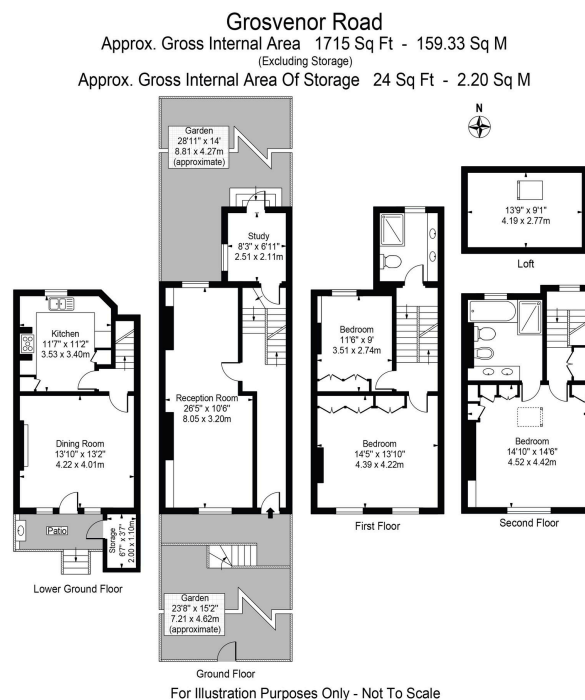 Grosvenor Road
Approx. Gross Internal Area 1715 Sq Ft - 159.33 Sq M
(Excluding Storage)
Approx. Gross Internal Area Of Storage 24 Sq Ft - 2.20 Sq M
N
Garden
28'11" x 14'
8.81 x 4.27m
(approximate)
13'9" x 9'1"
4.19 x 2.77m
Loft
Study
8'3" x 6'11"
2.51 x 2.11m
Kitchen
11'7" x 11'2"
3.53 x 3.40m
Dining Room
13'10" x 13'2"
4.22 x 4.01m
Patio
Storage
6'7" x 3'7"
2.00 x 1.10m
Lower Ground Floor
Reception Room
26'5" x 10'6"
8.05 x 3.20m
Garden
23'8" x 15'2"
7.21 x 4.62m
(approximate)
Ground Floor
Bedroom
11'6" x 9'
3.51 x 2.74m
Bedroom
14'5" x 13'10"
4.39 x 4.22m
First Floor
Bedroom
14'10" x 14'6"
4.52 x 4.42m
Second Floor
For Illustration Purposes Only - Not To Scale